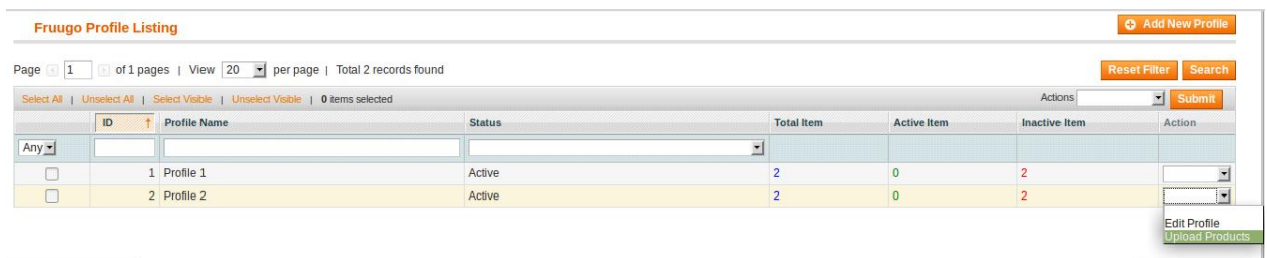 Fruugo Profile Listing
Add New Profile
Page 1 of 1 pages | View 20 per page | Total 2 records found
Reset Filter Search
Select All | Unselect All | Select Visible | Unselect Visible | 0 items selected
Actions Submit
ID ↑ Profile Name Status Total Item Active Item Inactive Item Action
Any
1 Profile 1 Active 2 0 2
2 Profile 2 Active 2 0 2
Edit Profile
Upload Products